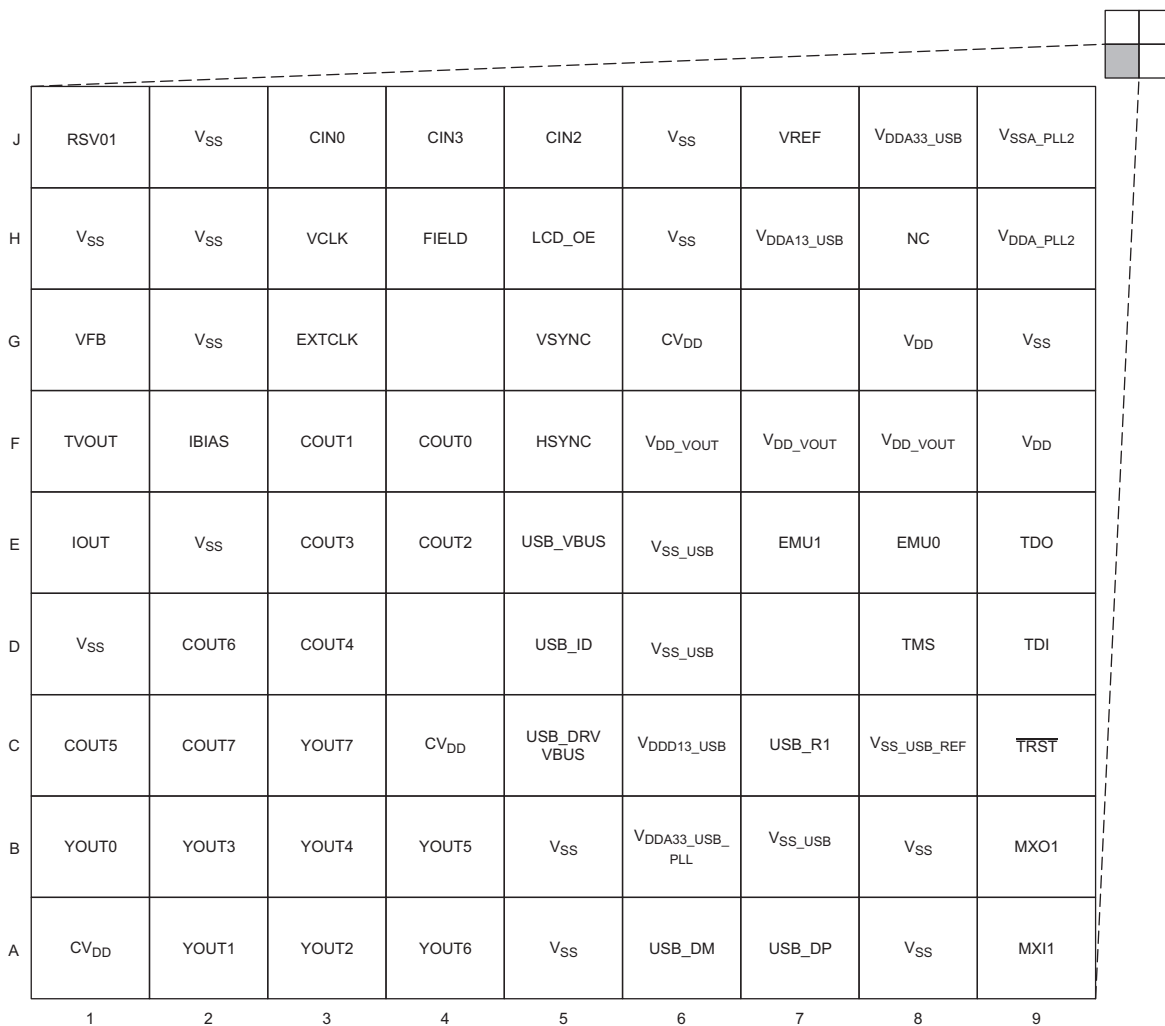 J RSV01 VSS CIN0 CIN3 CIN2 VSS VREF VDDA33_USB VSSA_PLL2
H VSS VSS VCLK FIELD LCD_OE VSS VDDA13_USB NC VDDA_PLL2
G VFB VSS EXTCLK VSYNC CVDD VDD VSS
F TVOUT IBIAS COUT1 COUT0 HSYNC VDD_VOUT VDD_VOUT VDD_VOUT VDD
E IOUT VSS COUT3 COUT2 USB_VBUS VSS_USB EMU1 EMU0 TDO
D VSS COUT6 COUT4 USB_ID VSS_USB TMS TDI
C COUT5 COUT7 YOUT7 CVDD USB_DRV VBUS VDDD13_USB USB_R1 VSS_USB_REF TRST
B YOUT0 YOUT3 YOUT4 YOUT5 VSS VDDA33_USB_ PLL VSS_USB VSS MXO1
A CVDD YOUT1 YOUT2 YOUT6 VSS USB_DM USB_DP VSS MXI1
1 2 3 4 5 6 7 8 9